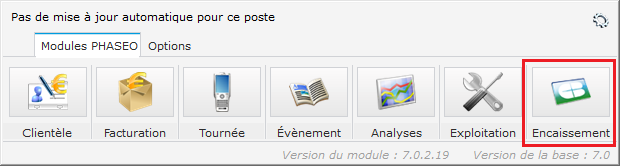 Pas de mise à jour automatique pour ce poste
Modules PHASEO Options
Clientèle Facturation Tournée Évènement Analyses Exploitation Encaissement
Version du module : 7.0.2.19 Version de la base : 7.0